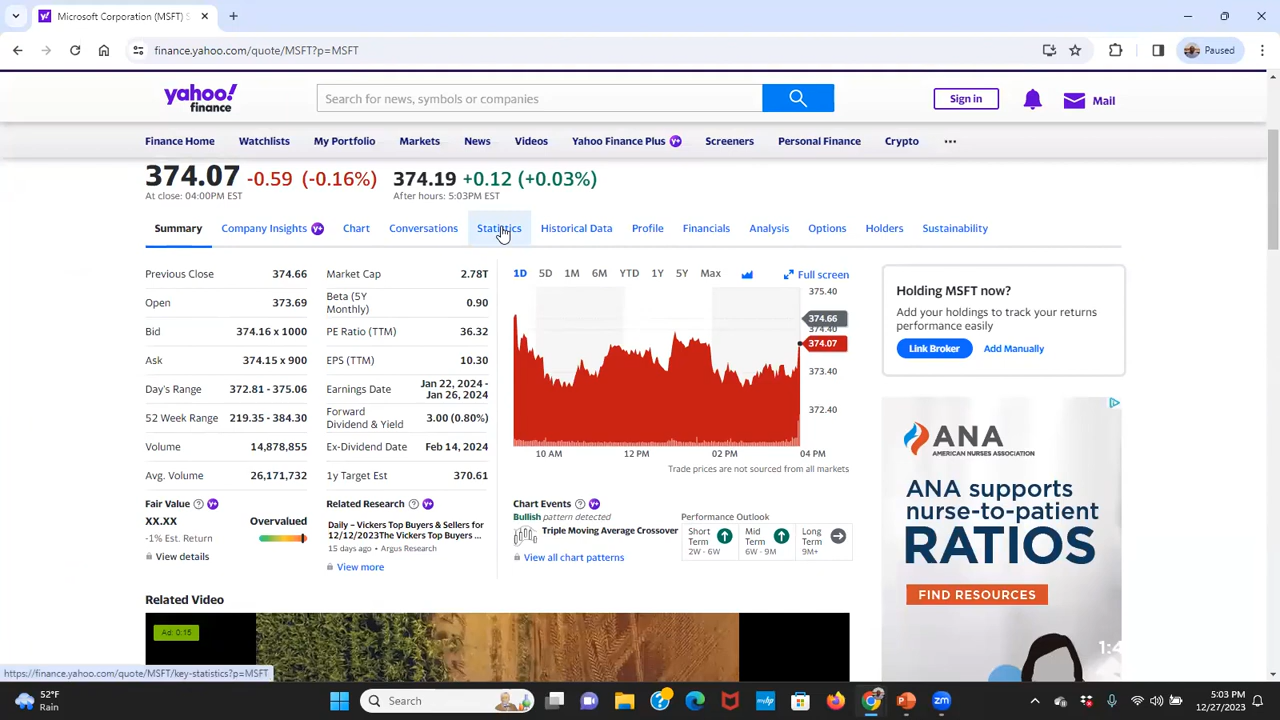 Microsoft Corporation (MSFT) S
finance.yahoo.com/quote/MSFT?p=MSFT
Paused
yahoo!
finance
Search for news, symbols or companies
Sign in
Mail
Finance Home Watchlists My Portfolio Markets News Videos Yahoo Finance Plus Y+ Screeners Personal Finance Crypto ...
374.07 -0.59 (-0.16%) 374.19 +0.12 (+0.03%)
At close: 04:00PM EST After hours: 5:03PM EST
Summary Company Insights Y+ Chart Conversations Statistics Historical Data Profile Financials Analysis Options Holders Sustainability
Previous Close 374.66
Open 373.69
Bid 374.16 x 1000
Ask 374.15 x 900
Day's Range 372.81 - 375.06
52 Week Range 219.35 - 384.30
Volume 14,878,855
Avg. Volume 26,171,732
Market Cap 2.78T
Beta (5Y Monthly) 0.90
PE Ratio (TTM) 36.32
EPS (TTM) 10.30
Earnings Date Jan 22, 2024 - Jan 26, 2024
Forward Dividend & Yield 3.00 (0.80%)
Ex-Dividend Date Feb 14, 2024
1y Target Est 370.61
1D 5D 1M 6M YTD 1Y 5Y Max Full screen
375.40
374.66
374.40
374.07
373.40
372.40
10 AM 12 PM 02 PM 04 PM
Trade prices are not sourced from all markets
Fair Value ? Y+
XX.XX Overvalued
-1% Est. Return
View details
Related Research ? Y+
Daily – Vickers Top Buyers & Sellers for
12/12/2023The Vickers Top Buyers ...
15 days ago • Argus Research
View more
Chart Events ? Y+
Bullish pattern detected
Triple Moving Average Crossover
View all chart patterns
Performance Outlook
Short Term 2W - 6W
Mid Term 6W - 9M
Long Term 9M+
Holding MSFT now?
Add your holdings to track your returns
performance easily
Link Broker Add Manually
ANA
AMERICAN NURSES ASSOCIATION
ANA supports
nurse-to-patient
RATIOS
FIND RESOURCES
1:4
Related Video
Ad: 0:15
https://finance.yahoo.com/quote/MSFT/key-statistics?p=MSFT
52°F
Rain
Search
5:03 PM
12/27/2023